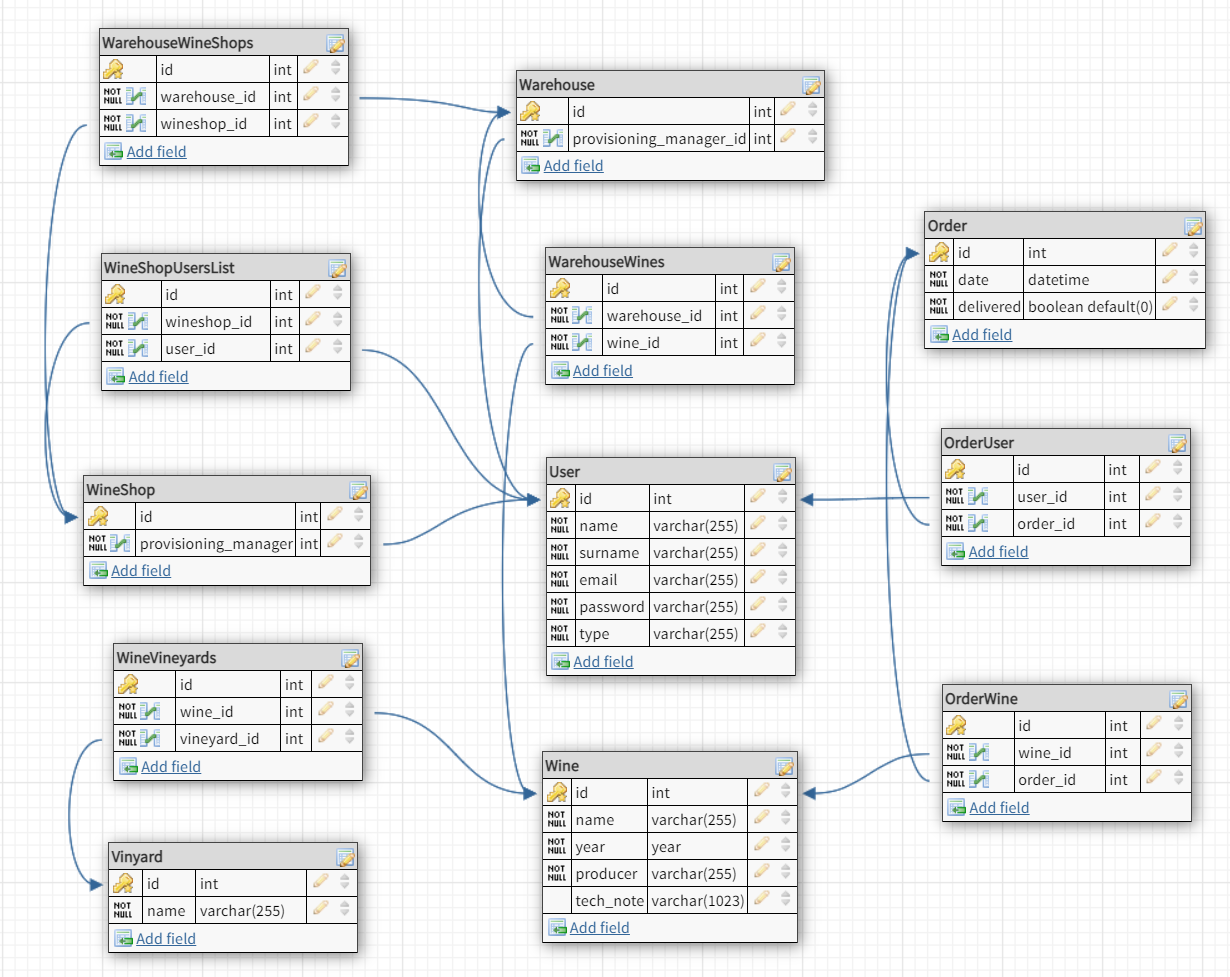 WarehouseWineShops
id int
NOT NULL warehouse_id int
NOT NULL wineshop_id int
Add field
Warehouse
id int
NOT NULL provisioning_manager_id int
Add field
Order
id int
NOT NULL date datetime
NOT NULL delivered boolean default(0)
Add field
WineShopUsersList
id int
NOT NULL wineshop_id int
NOT NULL user_id int
Add field
WarehouseWines
id int
NOT NULL warehouse_id int
NOT NULL wine_id int
Add field
OrderUser
id int
NOT NULL user_id int
NOT NULL order_id int
Add field
WineShop
id int
NOT NULL provisioning_manager int
Add field
User
id int
NOT NULL name varchar(255)
NOT NULL surname varchar(255)
NOT NULL email varchar(255)
NOT NULL password varchar(255)
NOT NULL type varchar(255)
Add field
WineVineyards
id int
NOT NULL wine_id int
NOT NULL vineyard_id int
Add field
OrderWine
id int
NOT NULL wine_id int
NOT NULL order_id int
Add field
Wine
id int
NOT NULL name varchar(255)
NOT NULL year year
NOT NULL producer varchar(255)
tech_note varchar(1023)
Add field
Vinyard
id int
NOT NULL name varchar(255)
Add field